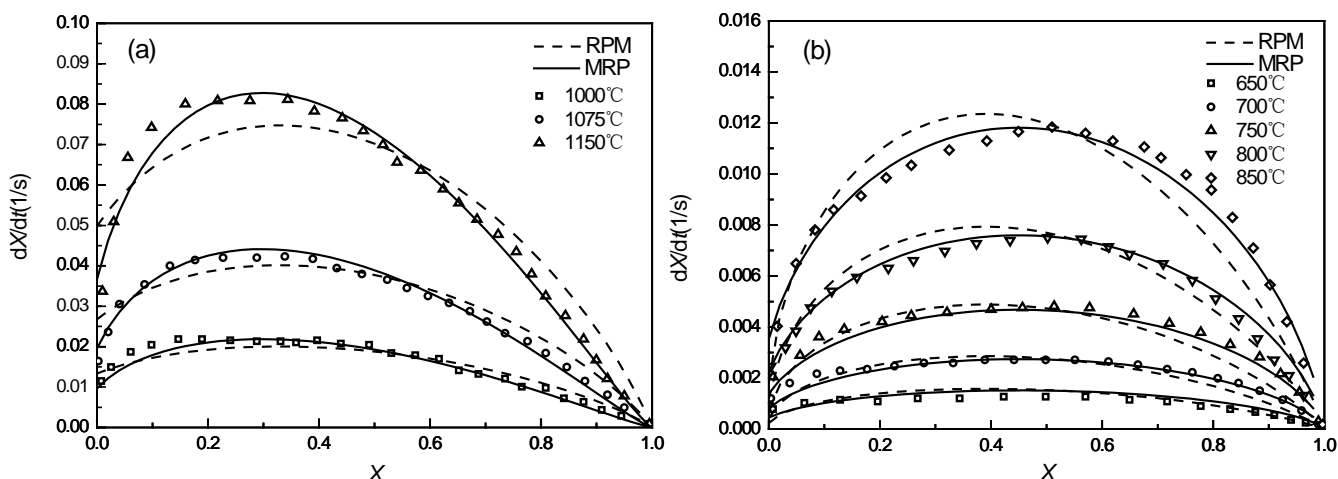 (a)
RPM
MRP
1000℃
1075℃
1150℃
0.10
0.09
0.08
0.07
0.06
0.05
0.04
0.03
0.02
0.01
0.00
dX/dt(1/s)
0.0 0.2 0.4 0.6 0.8 1.0
X
(b)
RPM
MRP
650℃
700℃
750℃
800℃
850℃
0.016
0.014
0.012
0.010
0.008
0.006
0.004
0.002
0.000
dX/dt(1/s)
0.0 0.2 0.4 0.6 0.8 1.0
X